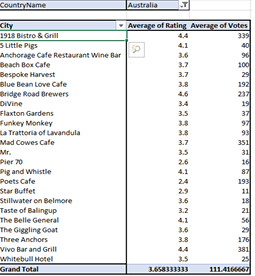 CountryName Australia
City Average of Rating Average of Votes
1918 Bistro & Grill 4.4 339
5 Little Pigs 4.1 40
Anchorage Cafe Restaurant Wine Bar 3.6 96
Beach Box Cafe 3.7 100
Bespoke Harvest 3.7 29
Blue Bean Love Cafe 3.8 192
Bridge Road Brewers 4.6 237
DiVine 3.4 19
Flaxton Gardens 3.5 37
Funkey Monkey 3.8 97
La Trattoria of Lavandula 3.8 93
Mad Cowes Cafe 3.7 351
Mr. 3.5 31
Pier 70 2.6 16
Pig and Whistle 4.1 87
Poets Cafe 2.4 193
Star Buffet 2.9 11
Stillwater on Belmore 3.6 18
Taste of Balingup 3.2 21
The Belle General 4.1 56
The Giggling Goat 3.6 29
Three Anchors 3.8 176
Vivo Bar and Grill 4.4 381
Whitebull Hotel 3.5 25
Grand Total 3.658333333 111.4166667